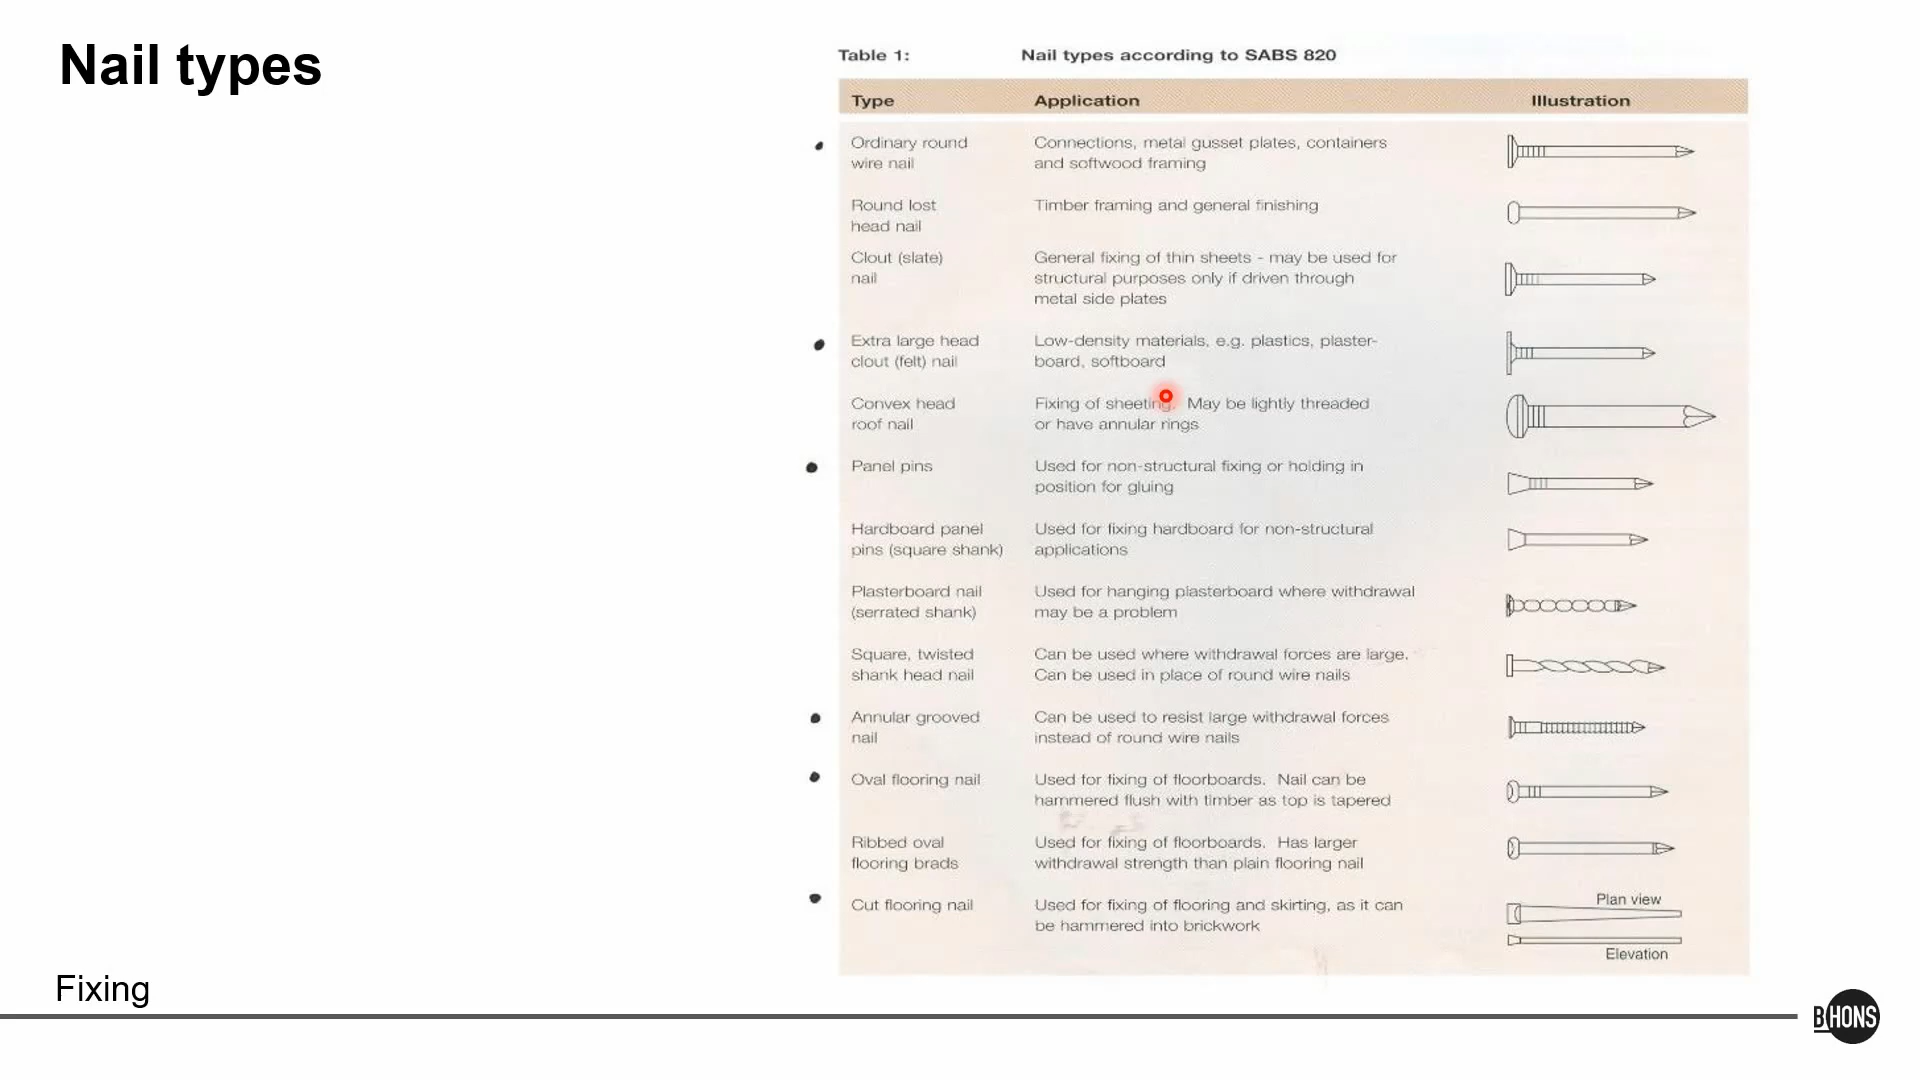 Nail types
Table 1: Nail types according to SABS 820
Type Application Illustration
Ordinary round
wire nail
Connections, metal gusset plates, containers
and softwood framing
Round lost
head nail
Timber framing and general finishing
Clout (slate)
nail
General fixing of thin sheets - may be used for
structural purposes only if driven through
metal side plates
Extra large head
clout (felt) nail
Low-density materials, e.g. plastics, plaster-
board, softboard
Convex head
roof nail
Fixing of sheeting. May be lightly threaded
or have annular rings
Panel pins
Used for non-structural fixing or holding in
position for gluing
Hardboard panel
pins (square shank)
Used for fixing hardboard for non-structural
applications
Plasterboard nail
(serrated shank)
Used for hanging plasterboard where withdrawal
may be a problem
Square, twisted
shank head nail
Can be used where withdrawal forces are large.
Can be used in place of round wire nails
Annular grooved
nail
Can be used to resist large withdrawal forces
instead of round wire nails
Oval flooring nail
Used for fixing of floorboards. Nail can be
hammered flush with timber as top is tapered
Ribbed oval
flooring brads
Used for fixing of floorboards. Has larger
withdrawal strength than plain flooring nail
Cut flooring nail
Used for fixing of flooring and skirting, as it can
be hammered into brickwork
Plan view
Elevation
Fixing
B(HONS